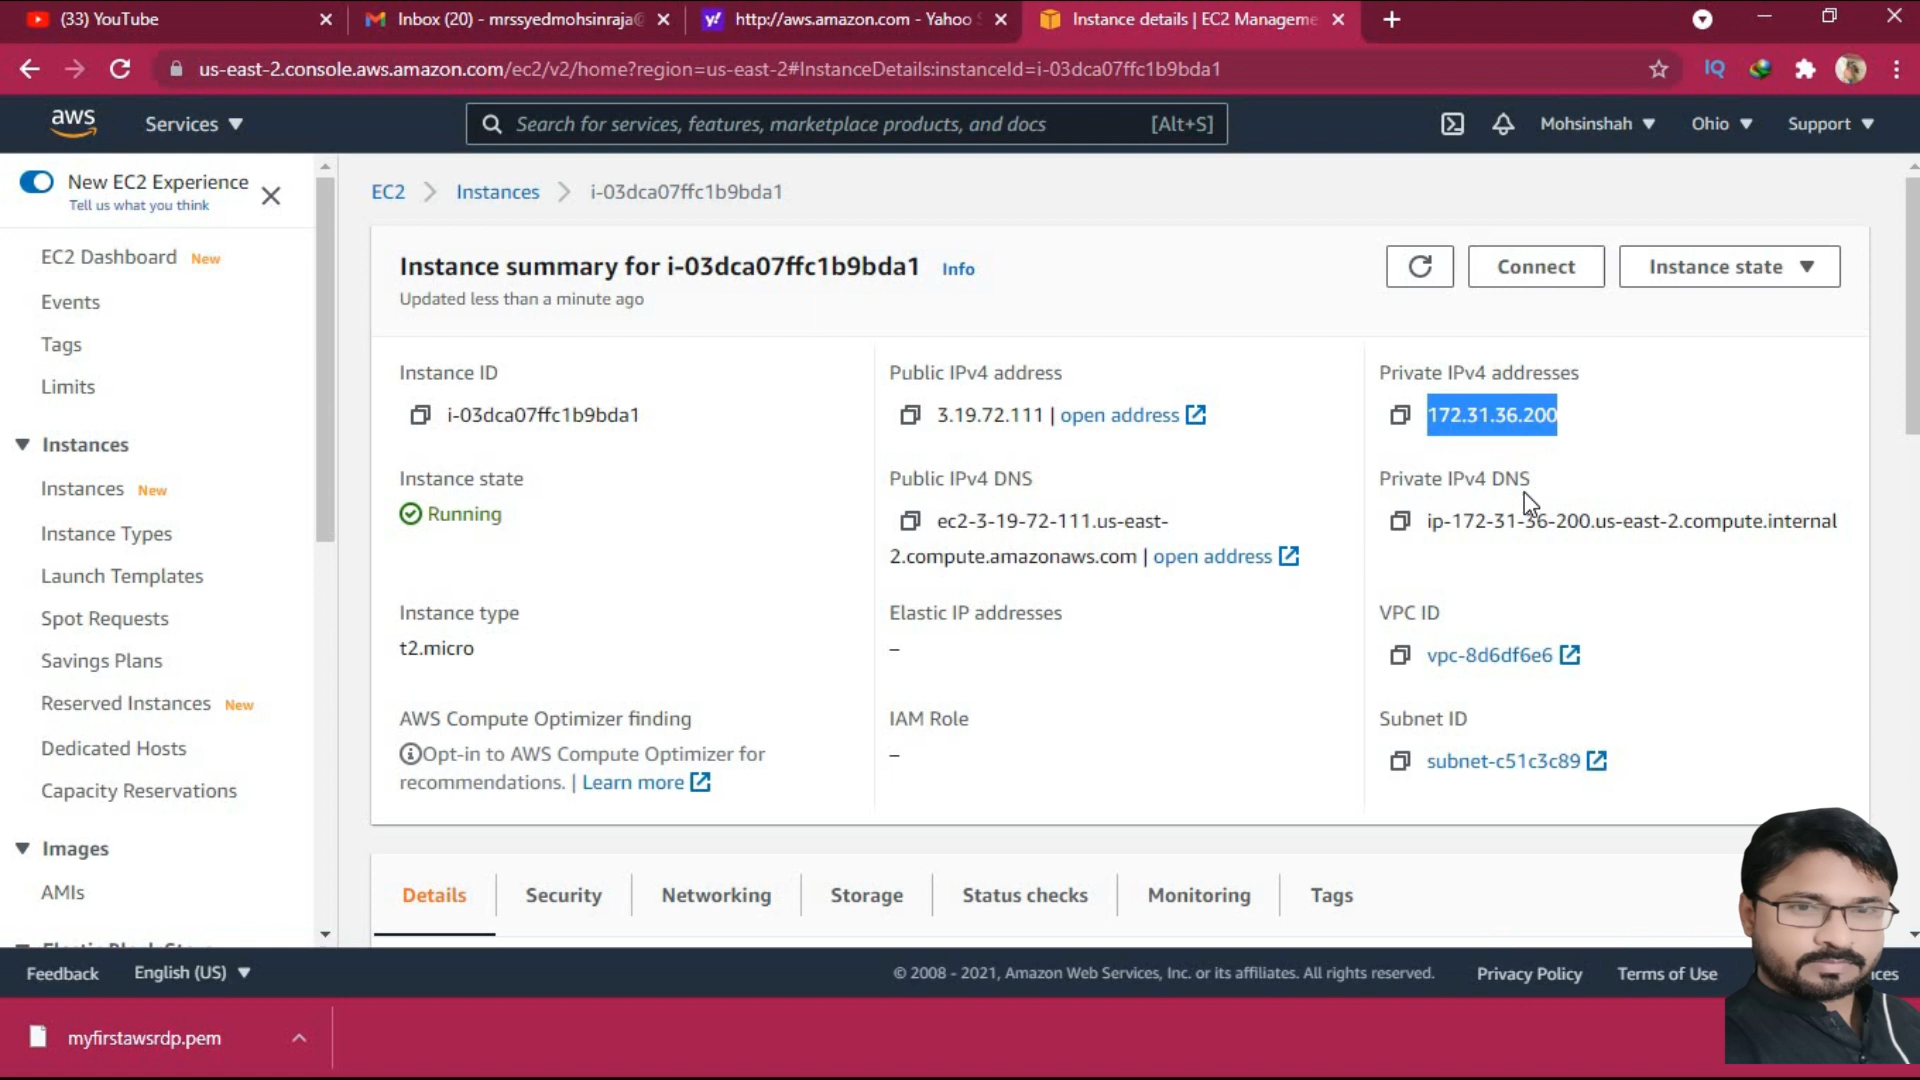 (33) YouTube
Inbox (20) - mrssyedmohsinraja@
http://aws.amazon.com - Yahoo S
Instance details | EC2 Manageme
us-east-2.console.aws.amazon.com/ec2/v2/home?region=us-east-2#InstanceDetails:instanceId=i-03dca07ffc1b9bda1
IQ
aws
Services
Search for services, features, marketplace products, and docs
[Alt+S]
Mohsinshah
Ohio
Support
New EC2 Experience
Tell us what you think
EC2 Dashboard New
Events
Tags
Limits
Instances
Instances New
Instance Types
Launch Templates
Spot Requests
Savings Plans
Reserved Instances New
Dedicated Hosts
Capacity Reservations
Images
AMIs
EC2 > Instances > i-03dca07ffc1b9bda1
Instance summary for i-03dca07ffc1b9bda1 Info
Updated less than a minute ago
Connect
Instance state
Instance ID
i-03dca07ffc1b9bda1
Public IPv4 address
3.19.72.111 | open address
Private IPv4 addresses
172.31.36.200
Instance state
Running
Public IPv4 DNS
ec2-3-19-72-111.us-east-
2.compute.amazonaws.com | open address
Private IPv4 DNS
ip-172-31-36-200.us-east-2.compute.internal
Instance type
t2.micro
Elastic IP addresses
–
VPC ID
vpc-8d6df6e6
AWS Compute Optimizer finding
Opt-in to AWS Compute Optimizer for
recommendations. | Learn more
IAM Role
–
Subnet ID
subnet-c51c3c89
Details
Security
Networking
Storage
Status checks
Monitoring
Tags
Feedback
English (US)
© 2008 - 2021, Amazon Web Services, Inc. or its affiliates. All rights reserved.
Privacy Policy
Terms of Use
myfirstawsrdp.pem